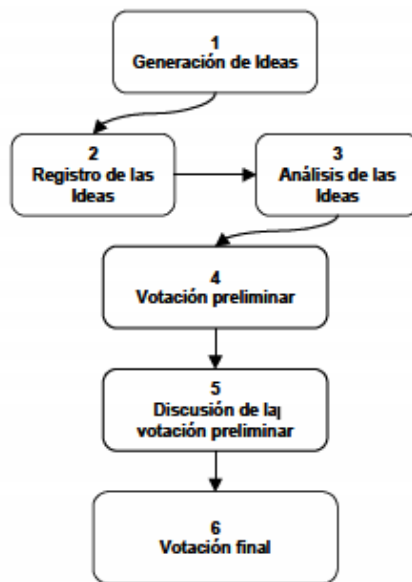 1
Generación de Ideas
2
Registro de las
Ideas
3
Análisis de las
Ideas
4
Votación preliminar
5
Discusión de la
votación preliminar
6
Votación final